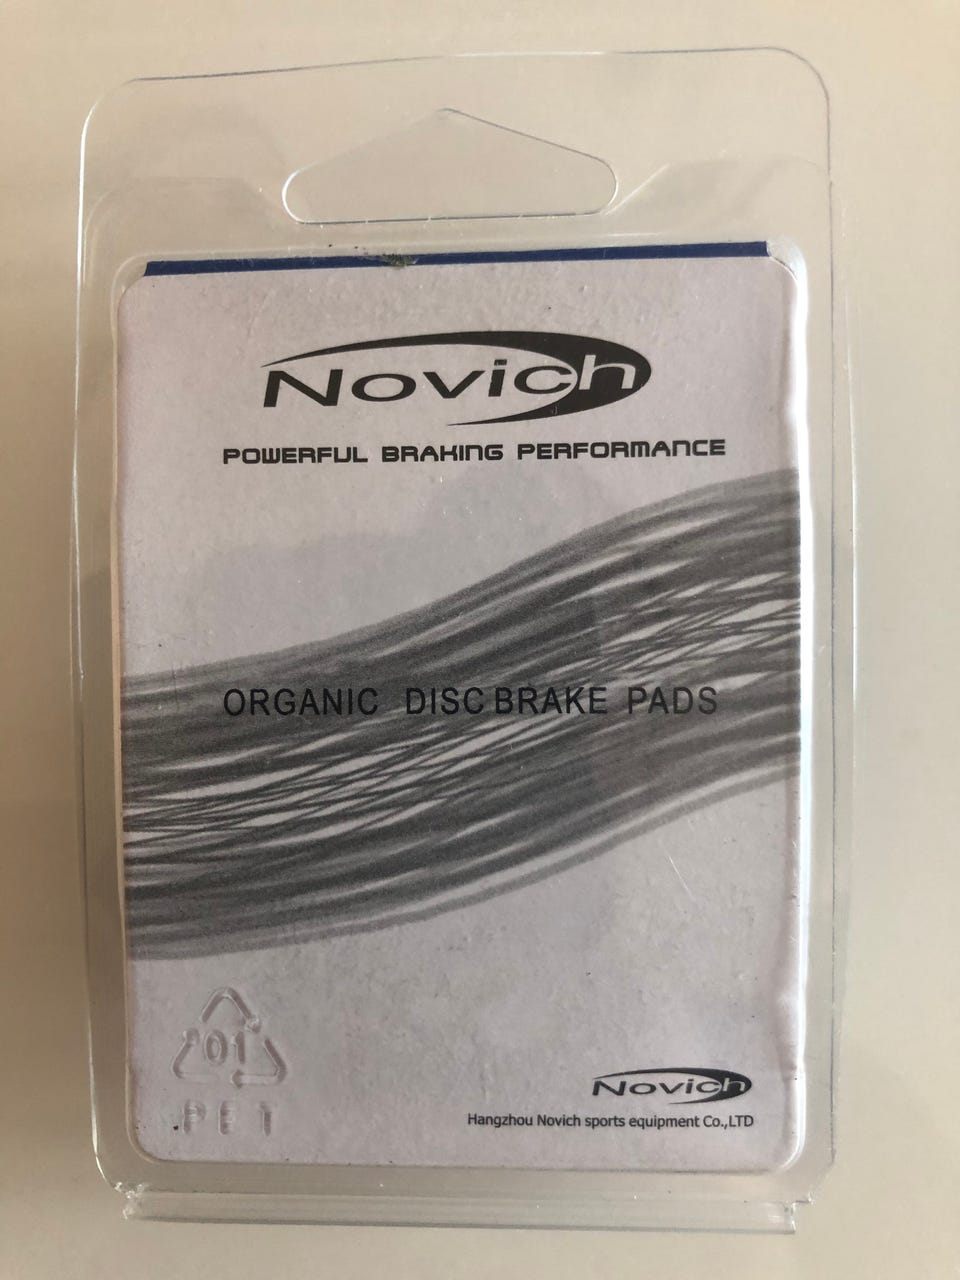 Novich
POWERFUL BRAKING PERFORMANCE
ORGANIC DISC BRAKE PADS
01
PET
Novich
Hangzhou Novich sports equipment Co.,LTD